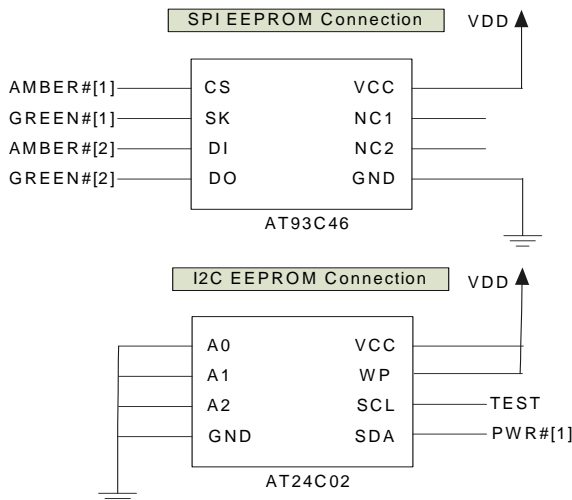 SPI EEPROM Connection VDD
AMBER#[1] CS VCC
GREEN#[1] SK NC1
AMBER#[2] DI NC2
GREEN#[2] DO GND
AT93C46
I2C EEPROM Connection VDD
A0 VCC
A1 WP
A2 SCL TEST
GND SDA PWR#[1]
AT24C02